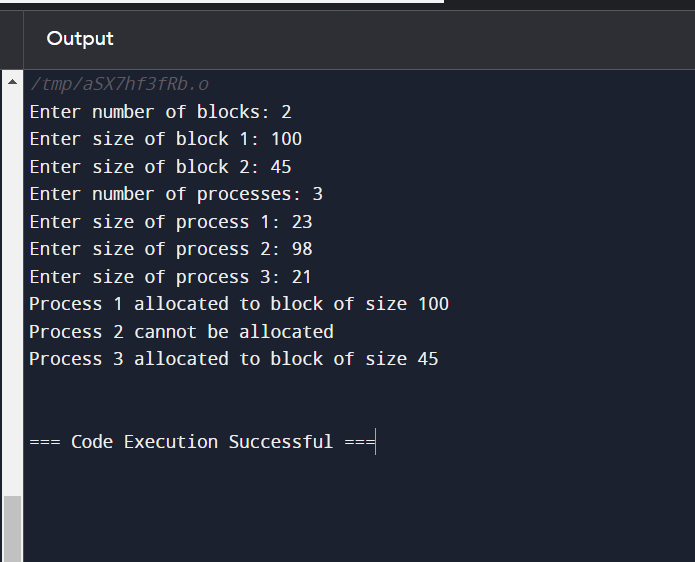 Output
/tmp/aSX7hf3fRb.o
Enter number of blocks: 2
Enter size of block 1: 100
Enter size of block 2: 45
Enter number of processes: 3
Enter size of process 1: 23
Enter size of process 2: 98
Enter size of process 3: 21
Process 1 allocated to block of size 100
Process 2 cannot be allocated
Process 3 allocated to block of size 45
=== Code Execution Successful ===